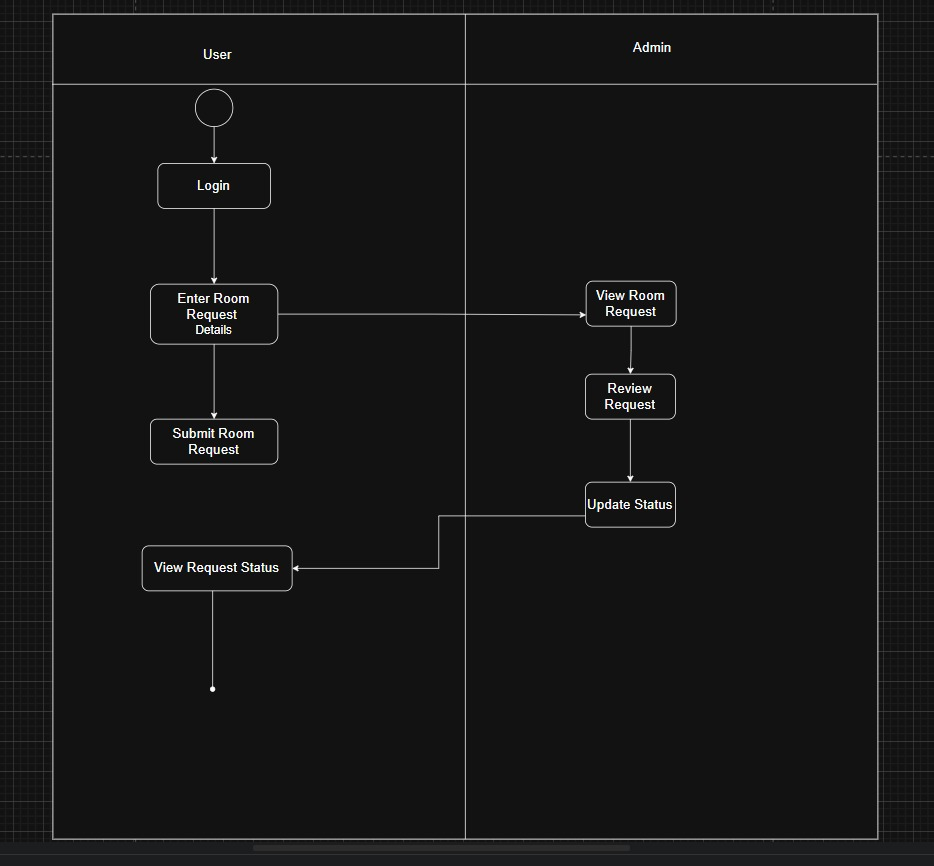 User
Admin
Login
Enter Room
Request
Details
View Room
Request
Review
Request
Submit Room
Request
Update Status
View Request Status